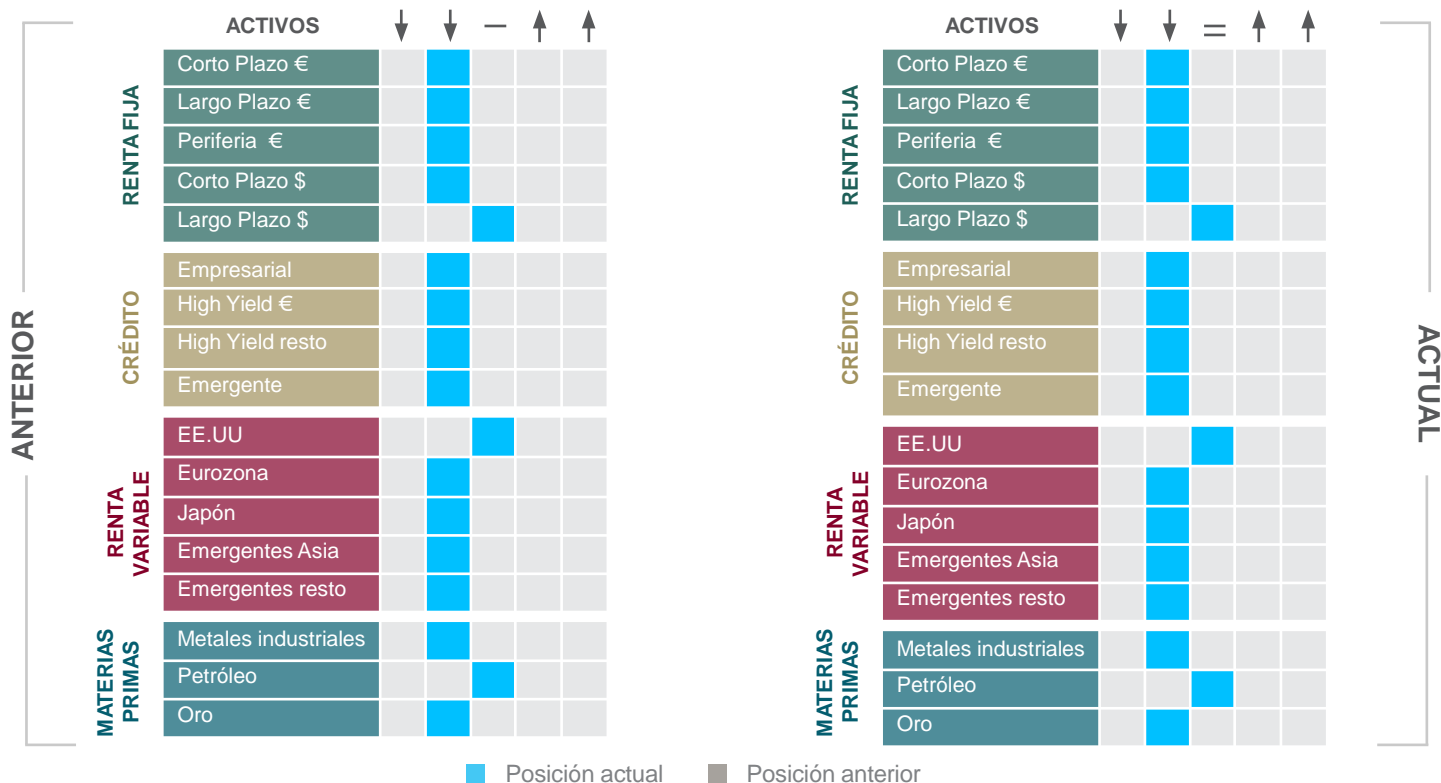 ANTERIOR
ACTIVOS
RENTA FIJA
Corto Plazo €
Largo Plazo €
Periferia €
Corto Plazo $
Largo Plazo $
CRÉDITO
Empresarial
High Yield €
High Yield resto
Emergente
RENTA
VARIABLE
EE.UU
Eurozona
Japón
Emergentes Asia
Emergentes resto
MATERIAS
PRIMAS
Metales industriales
Petróleo
Oro
ACTIVOS
RENTA FIJA
Corto Plazo €
Largo Plazo €
Periferia €
Corto Plazo $
Largo Plazo $
CRÉDITO
Empresarial
High Yield €
High Yield resto
Emergente
RENTA
VARIABLE
EE.UU
Eurozona
Japón
Emergentes Asia
Emergentes resto
MATERIAS
PRIMAS
Metales industriales
Petróleo
Oro
ACTUAL
Posición actual
Posición anterior